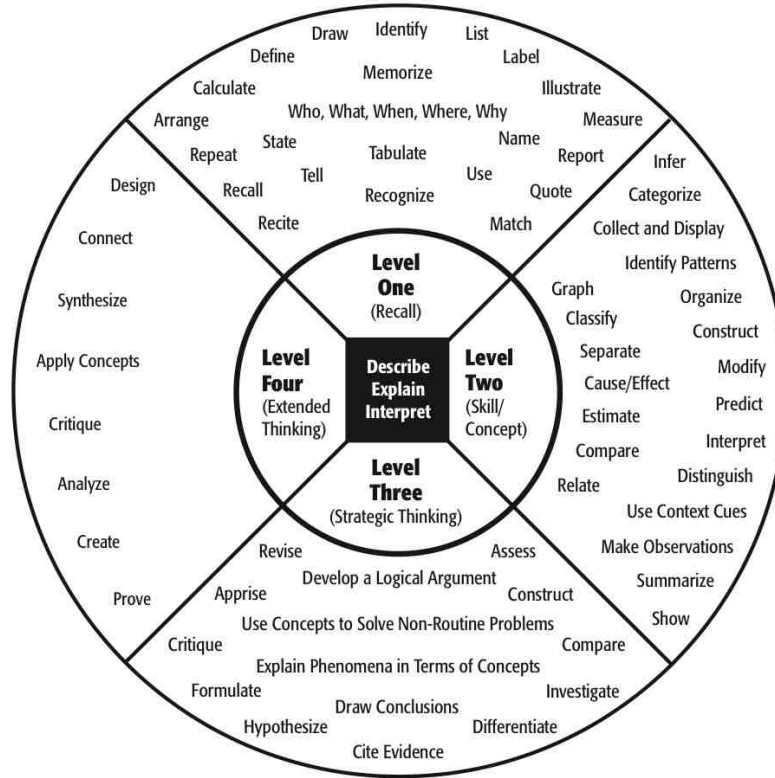 Draw
Identify
List
Define
Label
Memorize
Calculate
Illustrate
Who, What, When, Where, Why
Arrange
Measure
State
Name
Repeat
Tabulate
Report
Tell
Use
Recall
Recognize
Quote
Recite
Match
Level
One
(Recall)
Infer
Categorize
Collect and Display
Identify Patterns
Graph
Organize
Classify
Construct
Separate
Modify
Cause/Effect
Predict
Estimate
Interpret
Compare
Distinguish
Relate
Use Context Cues
Make Observations
Summarize
Show
Level
Two
(Skill/
Concept)
Describe
Explain
Interpret
Level
Three
(Strategic Thinking)
Revise
Assess
Develop a Logical Argument
Apprise
Construct
Use Concepts to Solve Non-Routine Problems
Critique
Compare
Explain Phenomena in Terms of Concepts
Formulate
Investigate
Draw Conclusions
Hypothesize
Differentiate
Cite Evidence
Level
Four
(Extended
Thinking)
Design
Connect
Synthesize
Apply Concepts
Critique
Analyze
Create
Prove